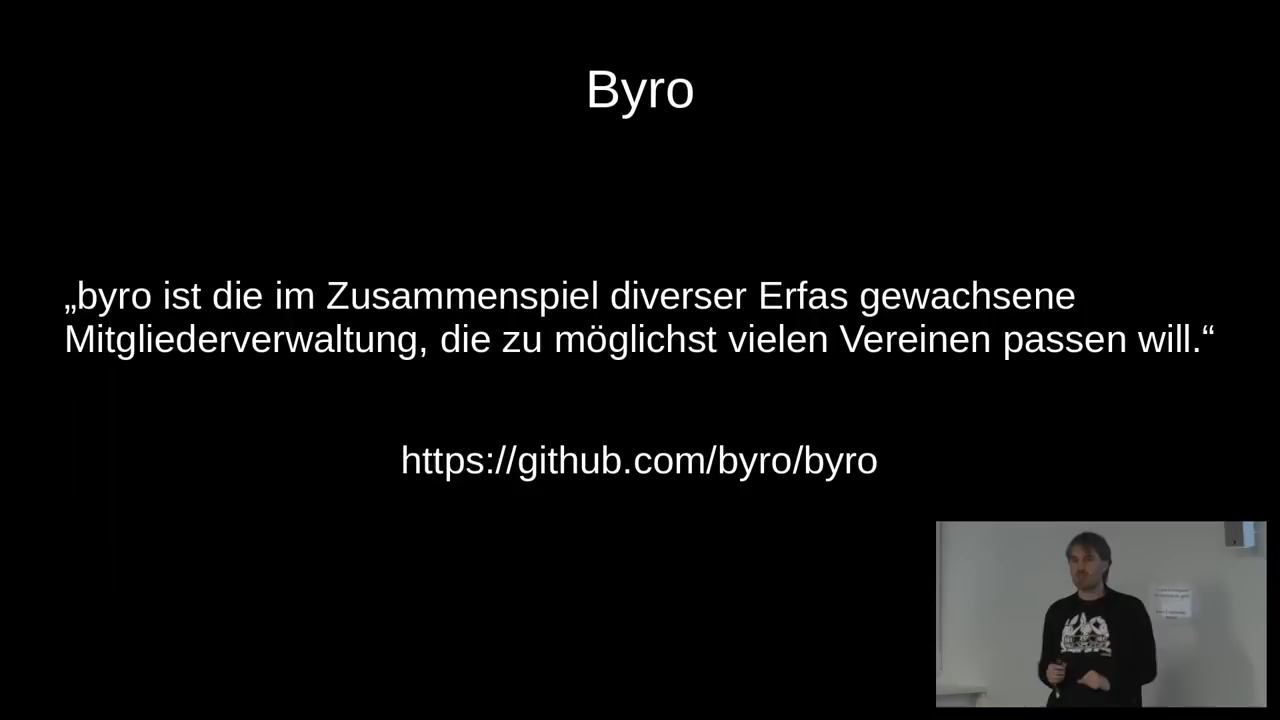 Byro
„byro ist die im Zusammenspiel diverser Erfas gewachsene
Mitgliederverwaltung, die zu möglichst vielen Vereinen passen will.“
https://github.com/byro/byro